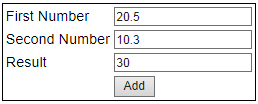 First Number 20.5
Second Number 10.3
Result 30
Add